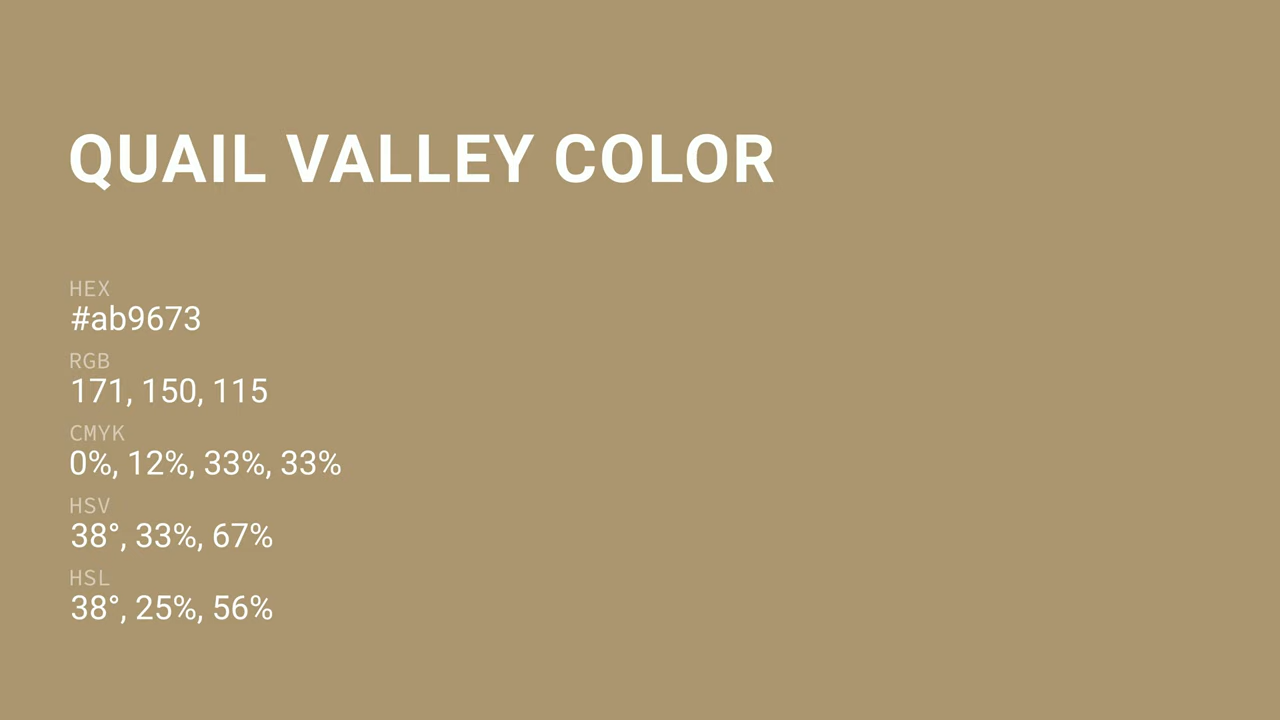 QUAIL VALLEY COLOR
HEX
#ab9673
RGB
171, 150, 115
CMYK
0%, 12%, 33%, 33%
HSV
38°, 33%, 67%
HSL
38°, 25%, 56%